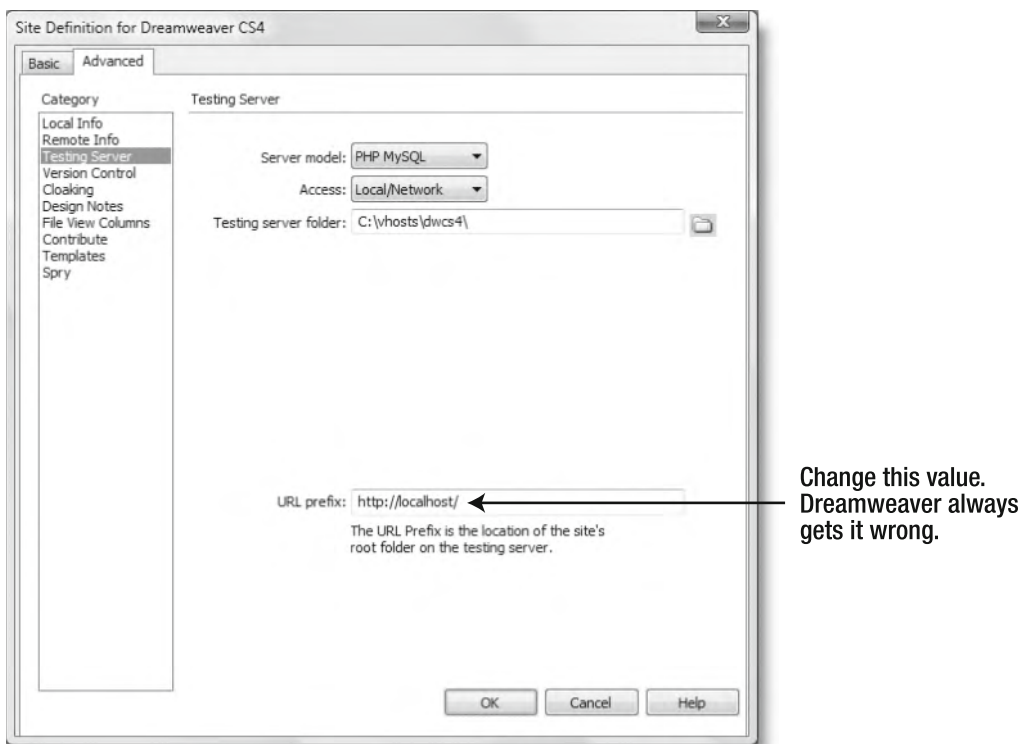 Site Definition for Dreamweaver CS4
X
Basic
Advanced
Category
Testing Server
Local Info
Remote Info
Testing Server
Version Control
Cloaking
Design Notes
File View Columns
Contribute
Templates
Spry
Server model: PHP MySQL
Access: Local/Network
Testing server folder: C:\vhosts\dwcs4\
URL prefix: http://localhost/
The URL Prefix is the location of the site's
root folder on the testing server.
Change this value.
Dreamweaver always
gets it wrong.
OK
Cancel
Help